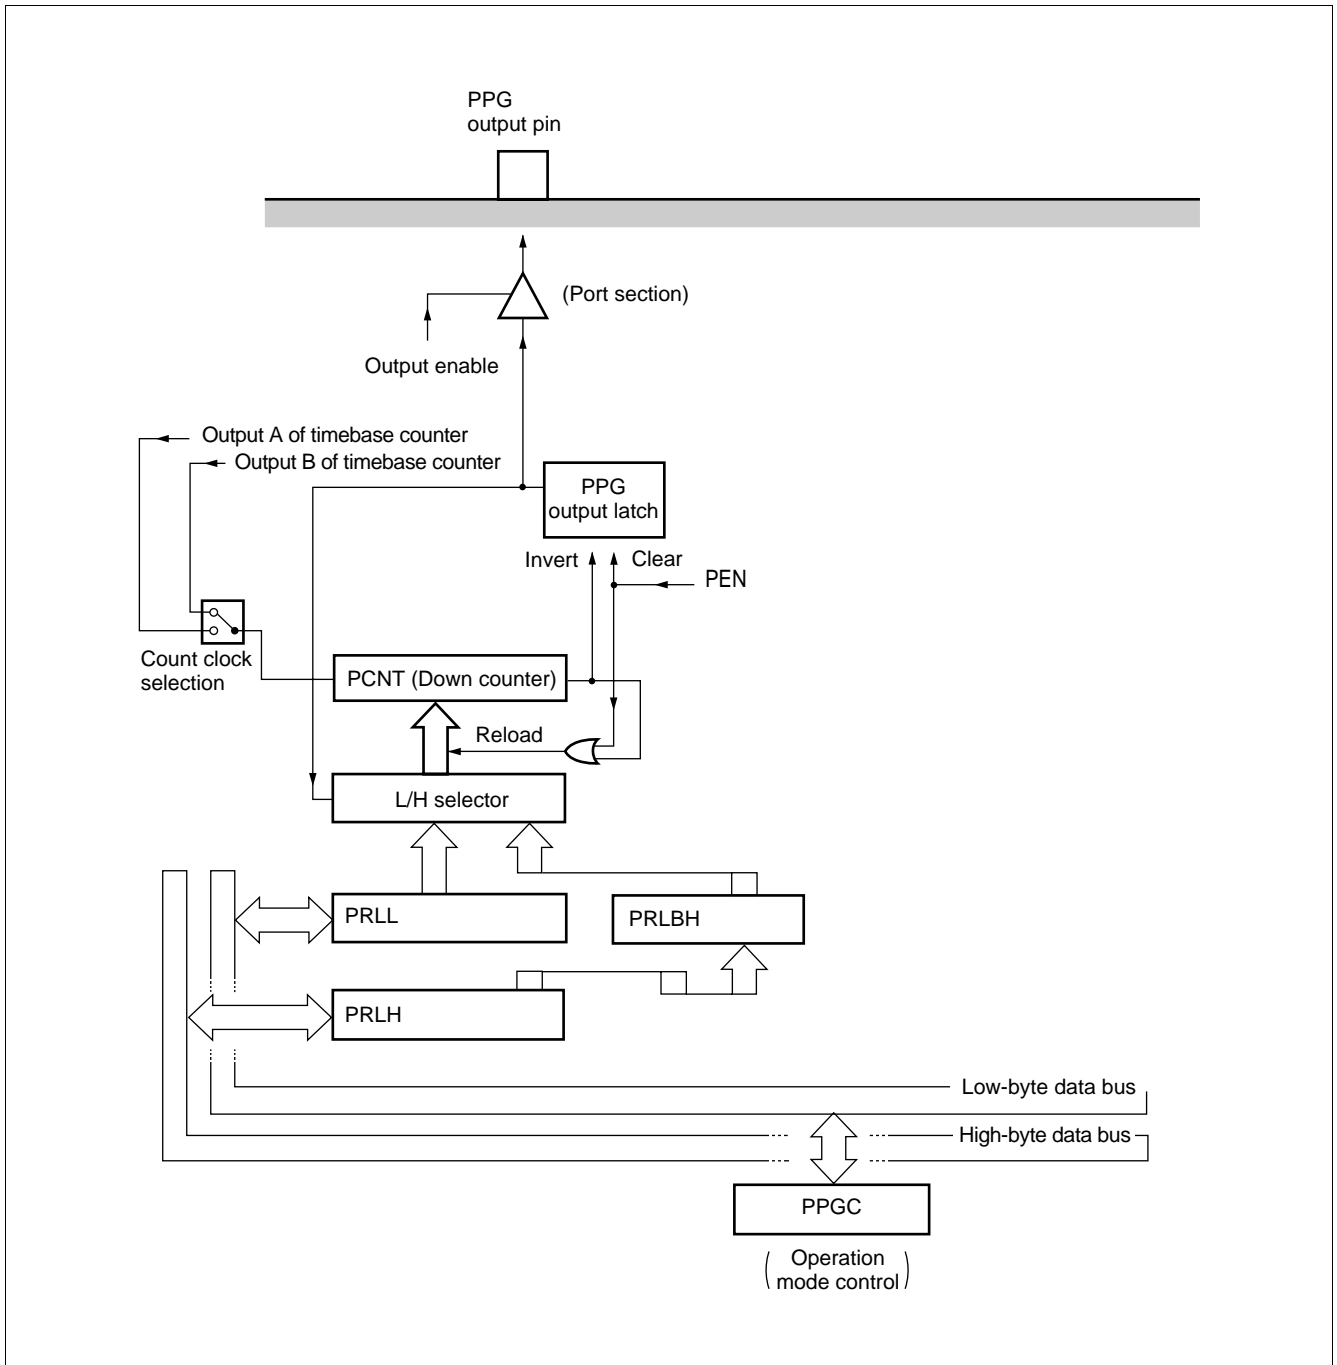 PPG
output pin
(Port section)
Output enable
Output A of timebase counter
Output B of timebase counter
PPG
output latch
Invert
Clear
PEN
Count clock
selection
PCNT (Down counter)
Reload
L/H selector
PRLL
PRLBH
PRLH
Low-byte data bus
High-byte data bus
PPGC
(Operation
mode control)